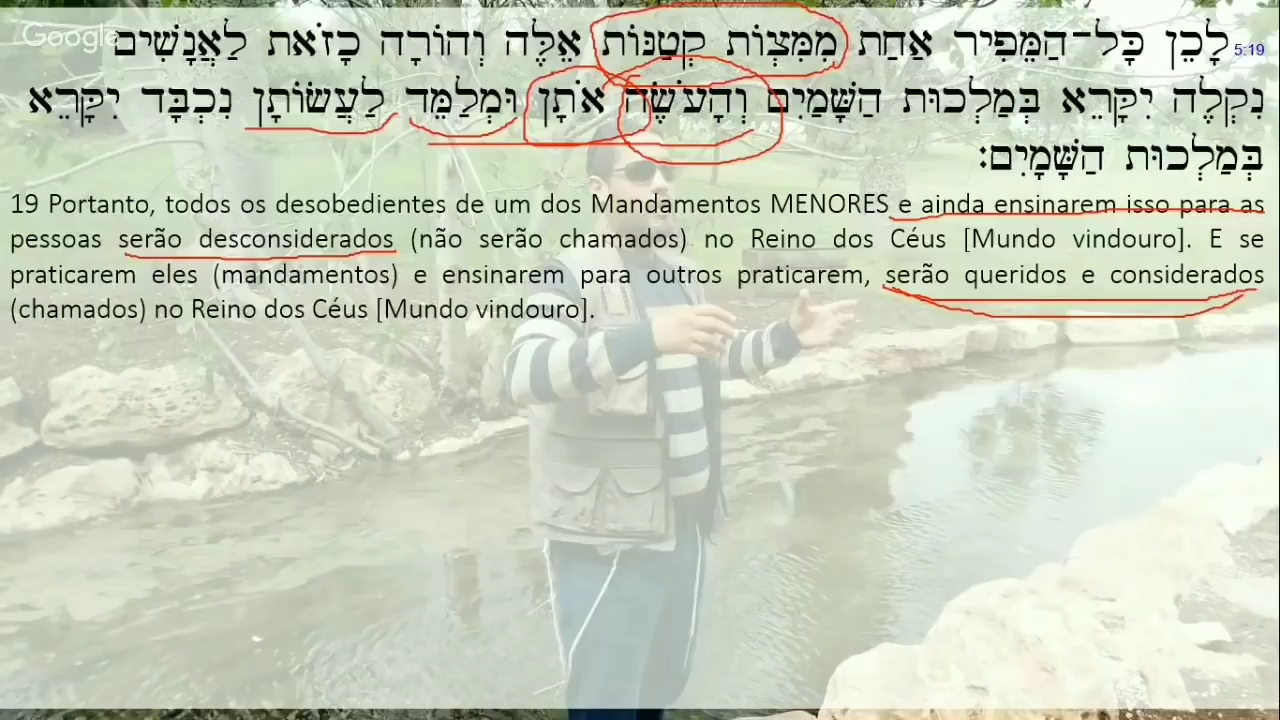 Google
5:19 לָכֵן כָּל־הַמֵּפִיר אַחַת מִמִּצְוֹת קְטַנּוֹת אֵלֶּה וְהוֹרָה כָזֹאת לַאֲנָשִׁים
נִקְלֶה יִקָּרֵא בְּמַלְכוּת הַשָּׁמַיִם וְהָעֹשֶׂה אֹתָן וּמְלַמֵּד לַעֲשׂוֹתָן נִכְבָּד יִקָּרֵא
בְּמַלְכוּת הַשָּׁמָיִם׃
19 Portanto, todos os desobedientes de um dos Mandamentos MENORES e ainda ensinarem isso para as
pessoas serão desconsiderados (não serão chamados) no Reino dos Céus [Mundo vindouro]. E se
praticarem eles (mandamentos) e ensinarem para outros praticarem, serão queridos e considerados
(chamados) no Reino dos Céus [Mundo vindouro].